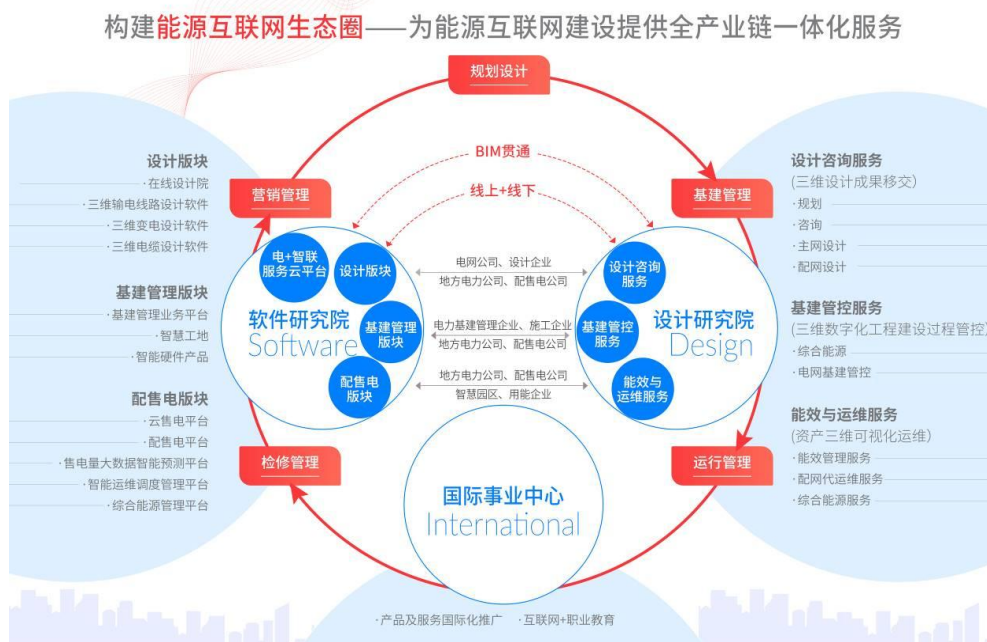 构建能源互联网生态圈——为能源互联网建设提供全产业链一体化服务
规划设计
BIM贯通
线上+线下
营销管理
基建管理
设计版块
·在线设计院
·三维输电线路设计软件
·三维变电设计软件
·三维电缆设计软件
基建管理版块
·基建管理业务平台
·智慧工地
·智能硬件产品
配售电版块
·云售电平台
·配售电平台
·售电量大数据智能预测平台
·智能运维调度管理平台
·综合能源管理平台
电+智联
服务云平台
设计版块
软件研究院
Software
基建管理
版块
配售电
版块
电网公司、设计企业
地方电力公司、配售电公司
电力基建管理企业、施工企业
地方电力公司、配售电公司
地方电力公司、配售电公司
智慧园区、用能企业
设计咨询
服务
基建管控
服务
设计研究院
Design
能效与
运维服务
设计咨询服务
(三维设计成果移交)
·规划
·咨询
·主网设计
·配网设计
基建管控服务
(三维数字化工程建设过程管控)
·综合能源
·电网基建管控
能效与运维服务
(资产三维可视化运维)
·能效管理服务
·配网代运维服务
·综合能源服务
检修管理
运行管理
国际事业中心
International
·产品及服务国际化推广 ·互联网+职业教育